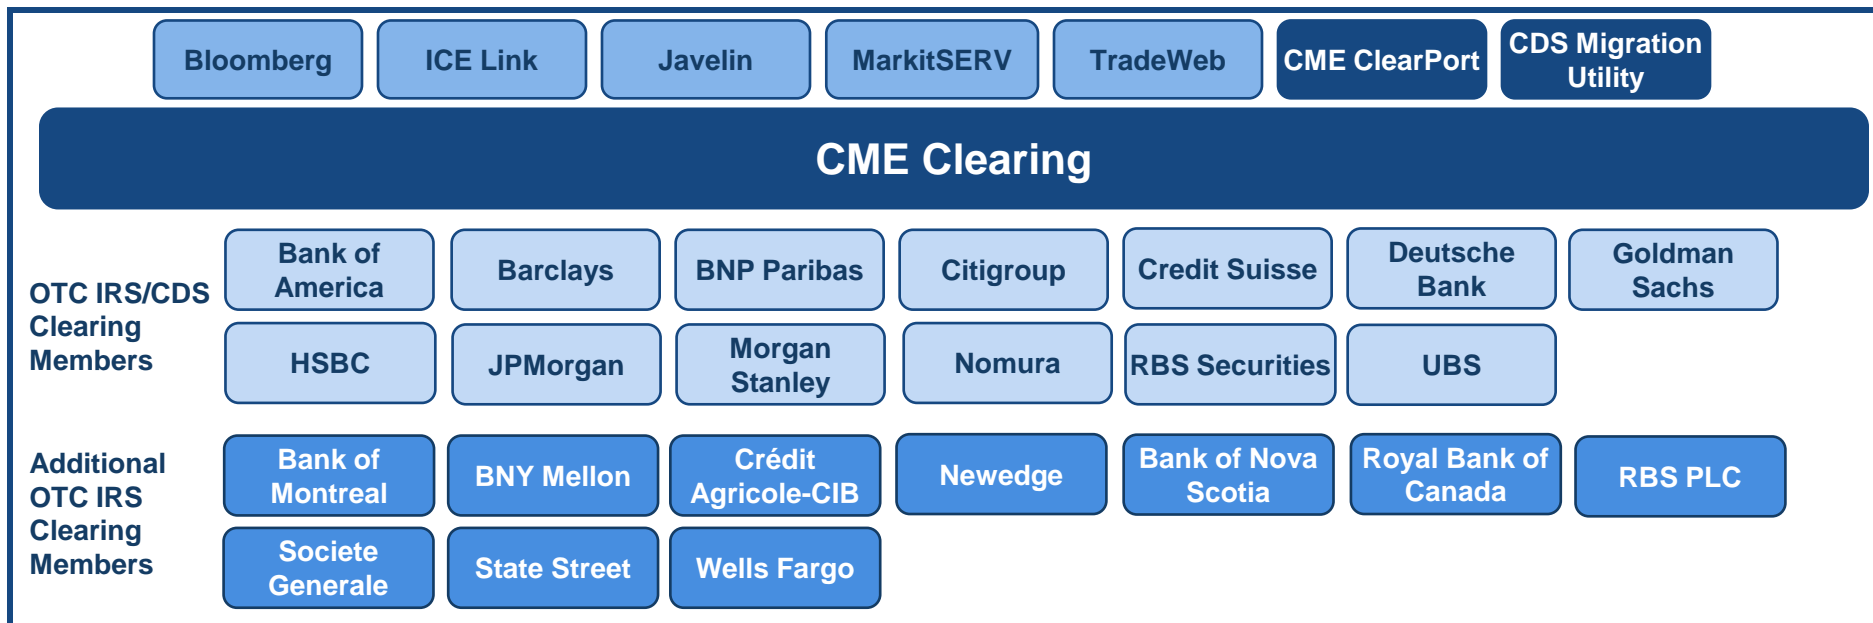 Bloomberg
ICE Link
Javelin
MarkitSERV
TradeWeb
CME ClearPort
CDS Migration
Utility
CME Clearing
OTC IRS/CDS
Clearing
Members
Bank of
America
Barclays
BNP Paribas
Citigroup
Credit Suisse
Deutsche
Bank
Goldman
Sachs
HSBC
JPMorgan
Morgan
Stanley
Nomura
RBS Securities
UBS
Additional
OTC IRS
Clearing
Members
Bank of
Montreal
BNY Mellon
Crédit
Agricole-CIB
Newedge
Bank of Nova
Scotia
Royal Bank of
Canada
RBS PLC
Societe
Generale
State Street
Wells Fargo